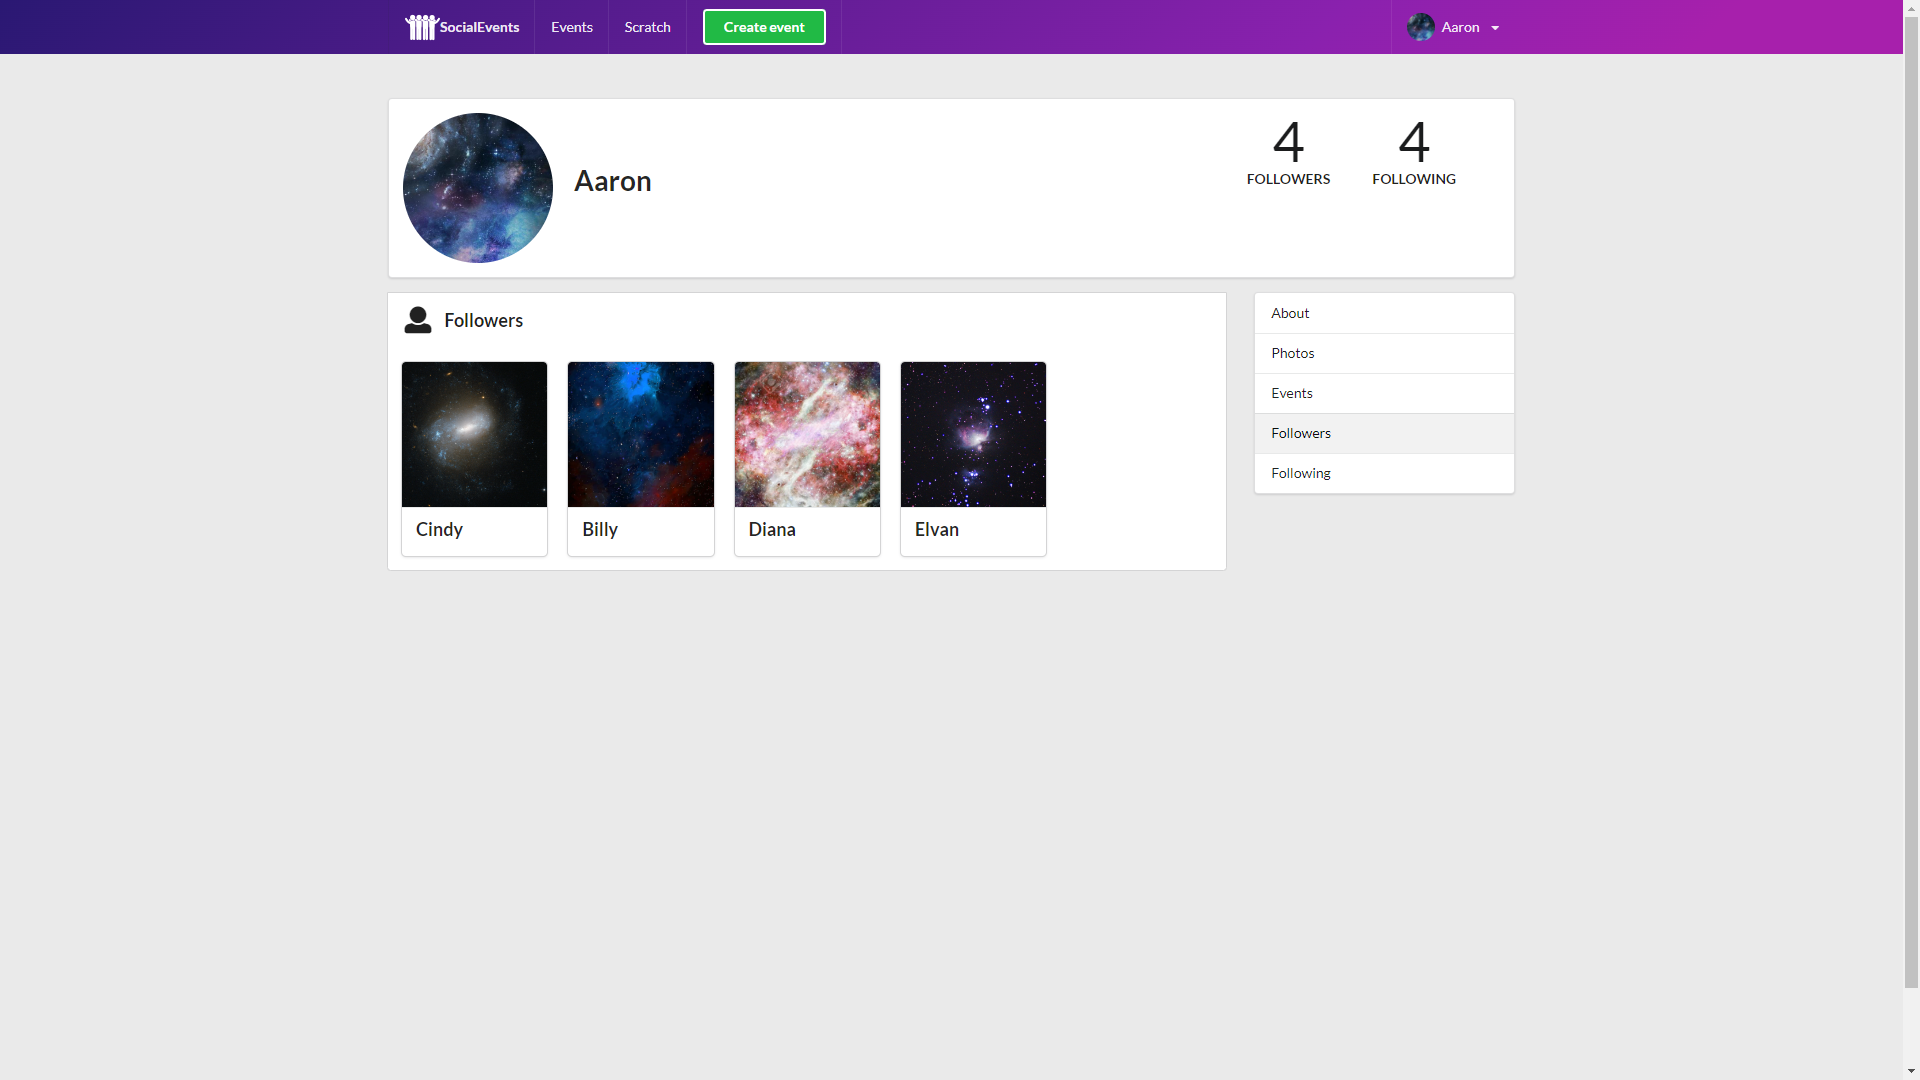 SocialEvents
Events
Scratch
Create event
Aaron
Aaron
4
FOLLOWERS
4
FOLLOWING
Followers
Cindy
Billy
Diana
Elvan
About
Photos
Events
Followers
Following